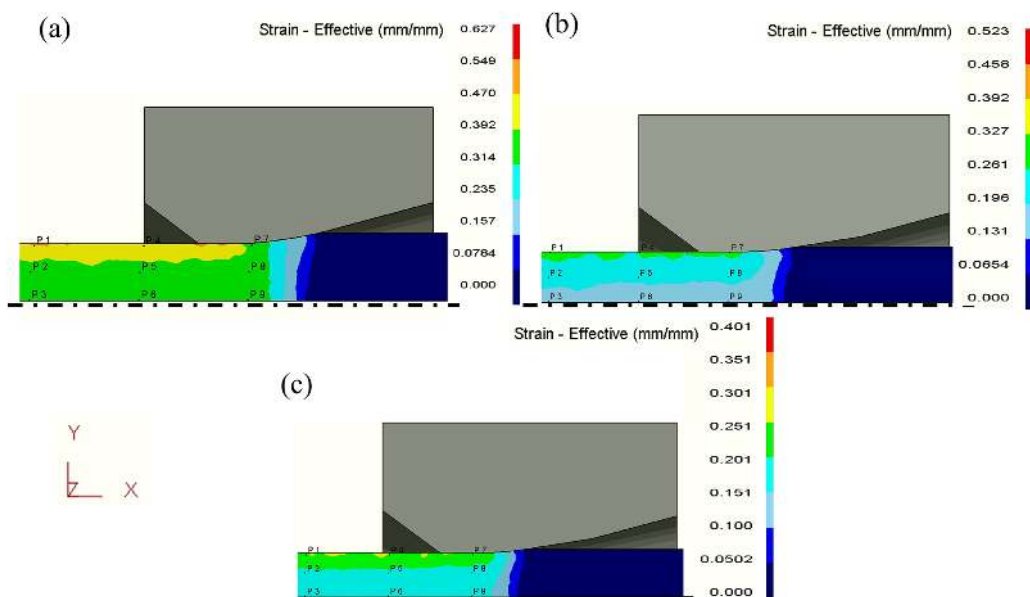 (a)
Strain - Effective (mm/mm)
0.627
0.549
0.470
0.392
0.314
0.235
0.157
0.0784
0.000
P1 P4 P7
P2 P5 P8
P3 P6 P9
(b)
Strain - Effective (mm/mm)
0.523
0.458
0.392
0.327
0.261
0.196
0.131
0.0654
0.000
P1 P7
P2 P5 P8
P3 P6 P9
(c)
Strain - Effective (mm/mm)
0.401
0.351
0.301
0.251
0.201
0.151
0.100
0.0502
0.000
P1 P7
P2 P5 P8
P3 P6 P9
Y
Z X